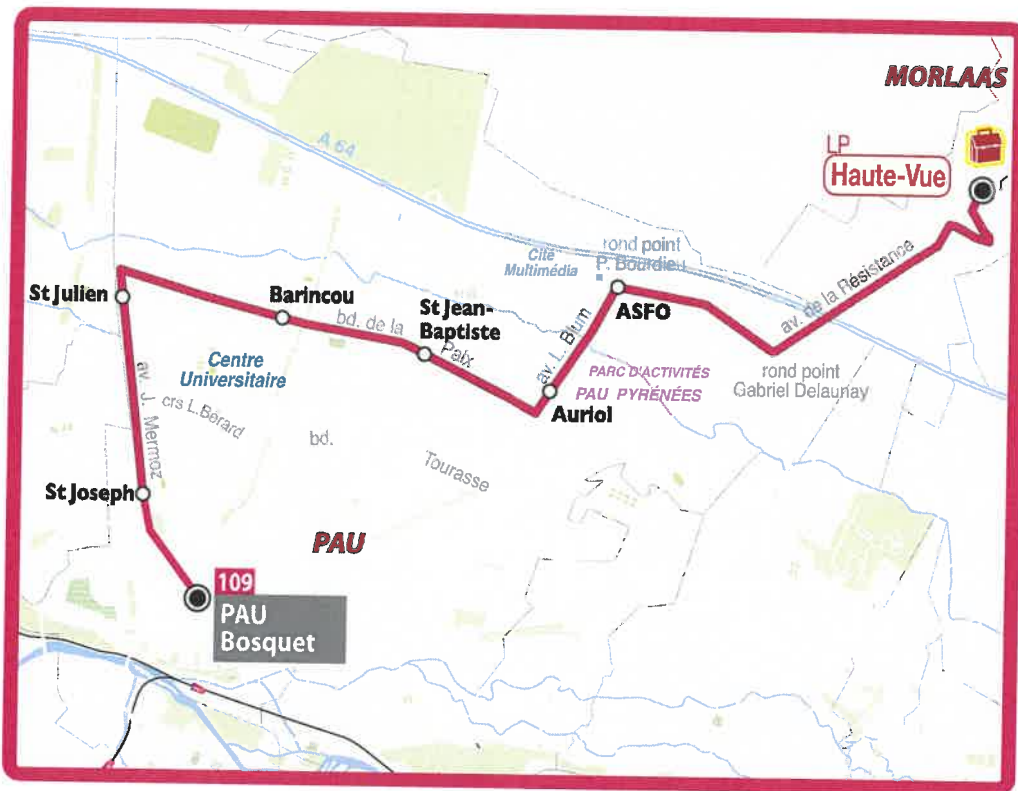 MORLAAS
A 64
LP
Haute-Vue
rond point
P. Bourdieu
Cité
Multimédia
av. de la Résistance
St Julien
Barincou
bd. de la
Paix
St Jean-
Baptiste
ASFO
av. L. Blum
Centre
Universitaire
PARC D'ACTIVITÉS
PAU PYRÉNÉES
rond point
Gabriel Delaunay
av. J. Mermoz
crs L.Bérard
Auriol
bd.
Tourasse
St Joseph
PAU
109
PAU
Bosquet